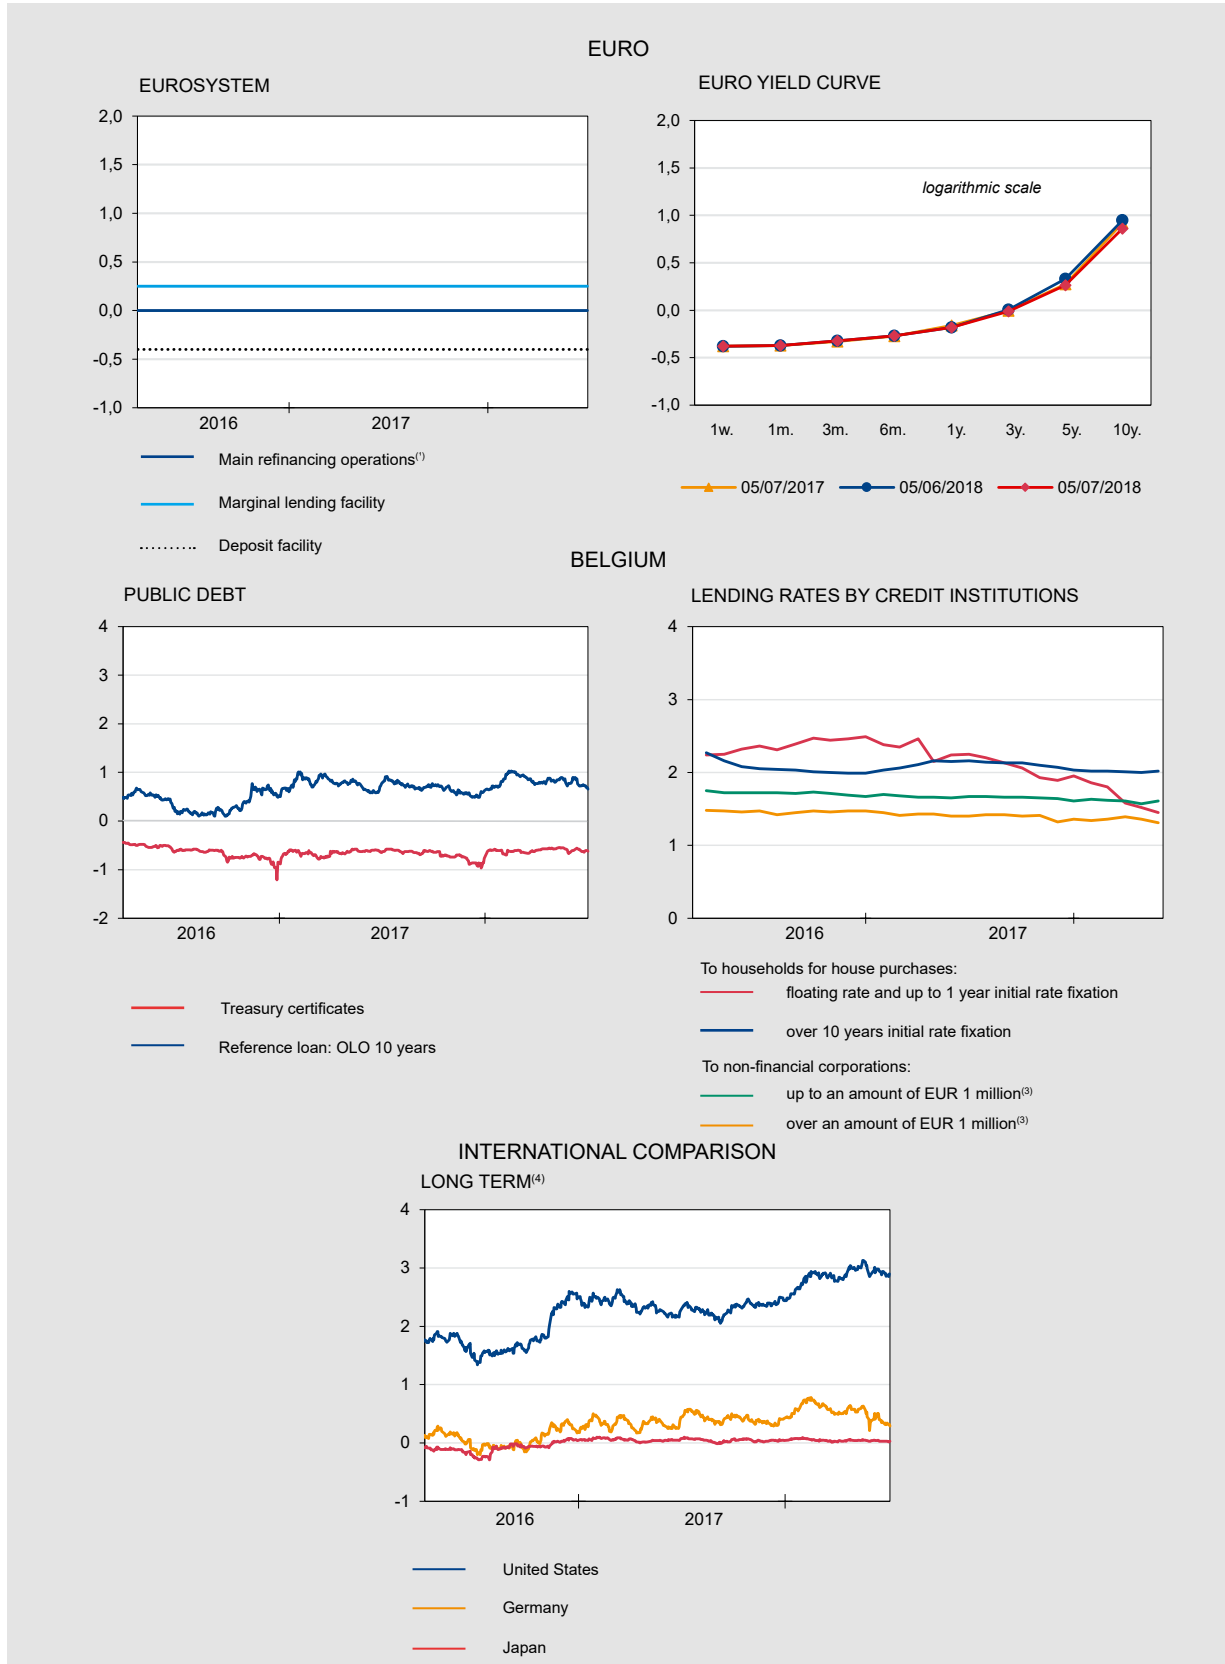 EURO
EUROSYSTEM
2,0
1,5
1,0
0,5
0,0
-0,5
-1,0
2016 2017
Main refinancing operations(¹)
Marginal lending facility
Deposit facility
EURO YIELD CURVE
2,0
1,5
1,0
0,5
0,0
-0,5
-1,0
logarithmic scale
1w. 1m. 3m. 6m. 1y. 3y. 5y. 10y.
05/07/2017 05/06/2018 05/07/2018
BELGIUM
PUBLIC DEBT
4
3
2
1
0
-1
-2
2016 2017
Treasury certificates
Reference loan: OLO 10 years
LENDING RATES BY CREDIT INSTITUTIONS
4
3
2
1
0
2016 2017
To households for house purchases:
floating rate and up to 1 year initial rate fixation
over 10 years initial rate fixation
To non-financial corporations:
up to an amount of EUR 1 million(3)
over an amount of EUR 1 million(3)
INTERNATIONAL COMPARISON
LONG TERM(4)
4
3
2
1
0
-1
2016 2017
United States
Germany
Japan